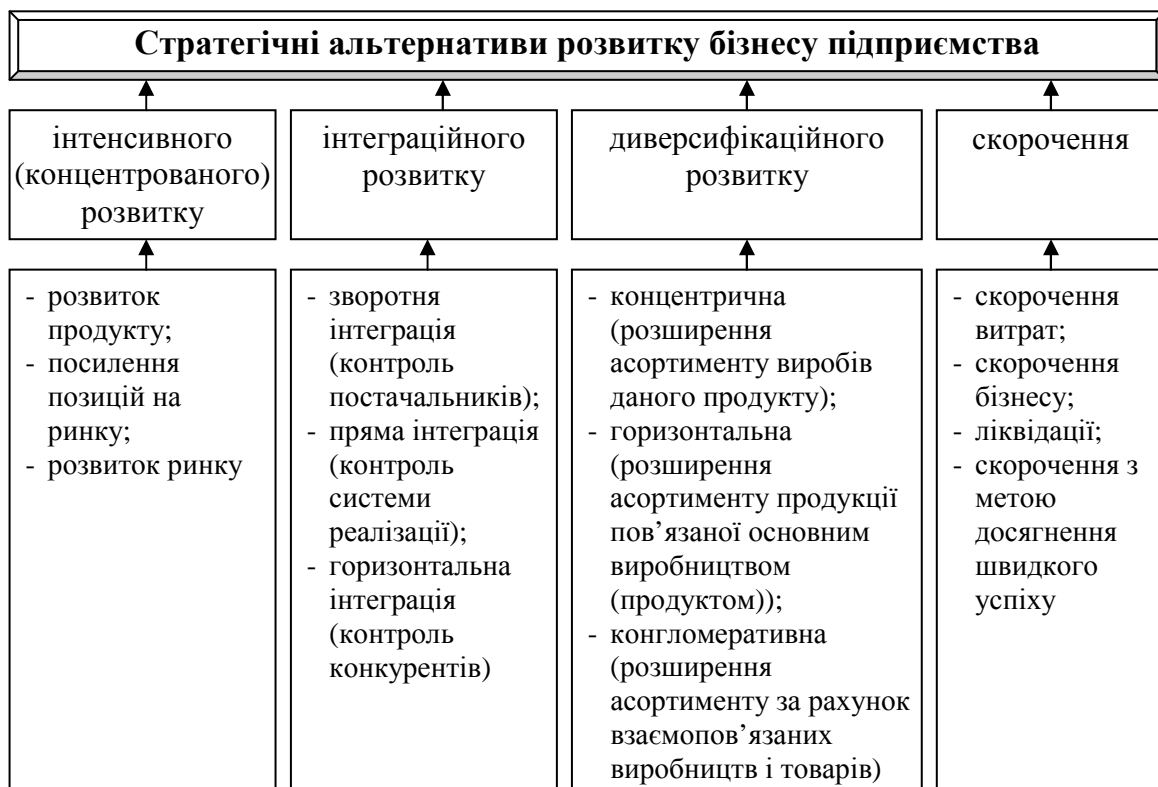 Стратегічні альтернативи розвитку бізнесу підприємства
інтенсивного
(концентрованого)
розвитку
інтеграційного
розвитку
диверсифікаційного
розвитку
скорочення
- розвиток
продукту;
- посилення
позицій на
ринку;
- розвиток ринку
- зворотня
інтеграція
(контроль
постачальників);
- пряма інтеграція
(контроль
системи
реалізації);
- горизонтальна
інтеграція
(контроль
конкурентів)
- концентрична
(розширення
асортименту виробів
даного продукту);
- горизонтальна
(розширення
асортименту продукції
пов’язаної основним
виробництвом
(продуктом));
- конгломеративна
(розширення
асортименту за рахунок
взаємопов’язаних
виробництв і товарів)
- скорочення
витрат;
- скорочення
бізнесу;
- ліквідації;
- скорочення з
метою
досягнення
швидкого
успіху